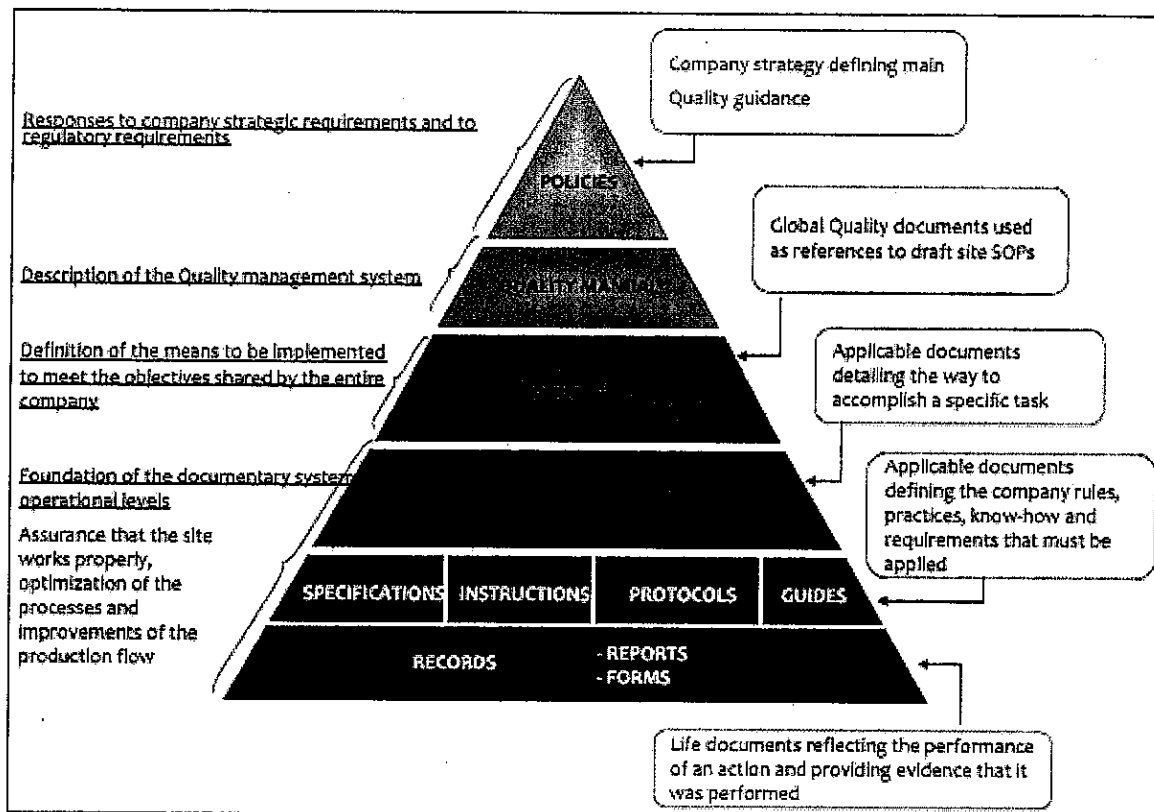 Company strategy defining main
Quality guidance
Responses to company strategic requirements and to
regulatory requirements
POLICIES
Global Quality documents used
as references to draft site SOPs
Description of the Quality management system
QUALITY MANUAL
Definition of the means to be implemented
to meet the objectives shared by the entire
company
Applicable documents
detailing the way to
accomplish a specific task
Foundation of the documentary system
operational levels
Applicable documents
defining the company rules,
practices, know-how and
requirements that must be
applied
Assurance that the site
works properly,
optimization of the
processes and
improvements of the
production flow
SPECIFICATIONS
INSTRUCTIONS
PROTOCOLS
GUIDES
RECORDS
- REPORTS
- FORMS
Life documents reflecting the performance
of an action and providing evidence that it
was performed